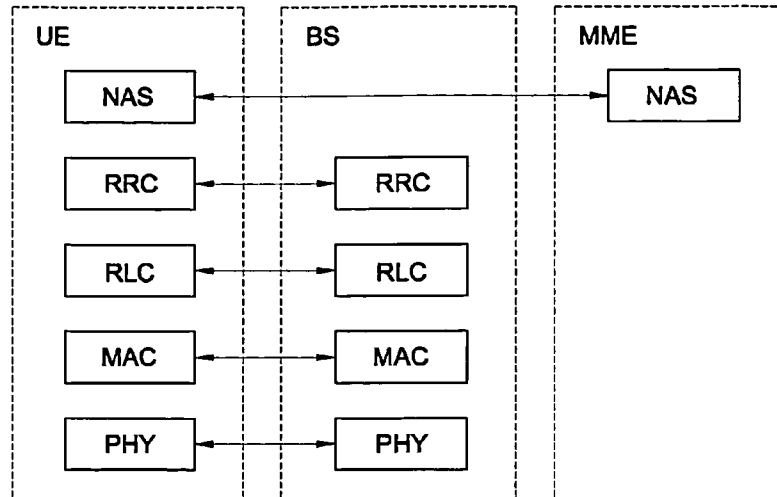 UE BS MME
NAS NAS
RRC RRC
RLC RLC
MAC MAC
PHY PHY